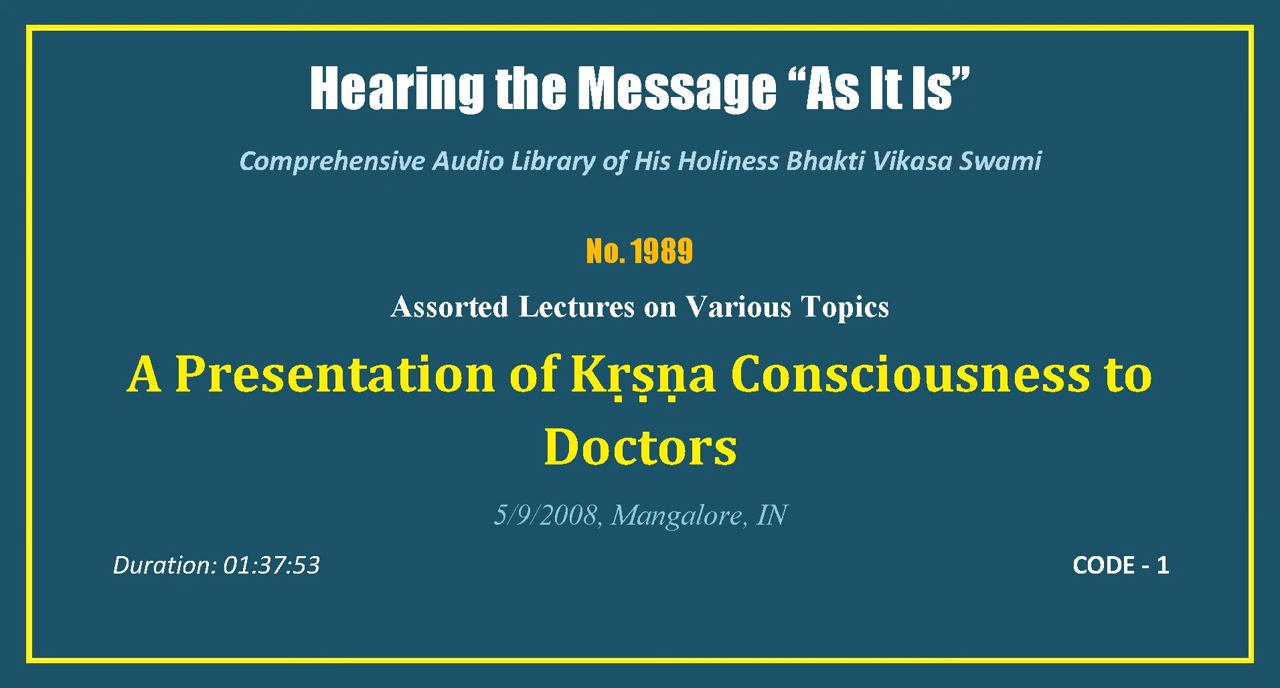 Hearing the Message “As It Is”
Comprehensive Audio Library of His Holiness Bhakti Vikasa Swami
No. 1989
Assorted Lectures on Various Topics
A Presentation of Kṛṣṇa Consciousness to
Doctors
5/9/2008, Mangalore, IN
Duration: 01:37:53
CODE - 1